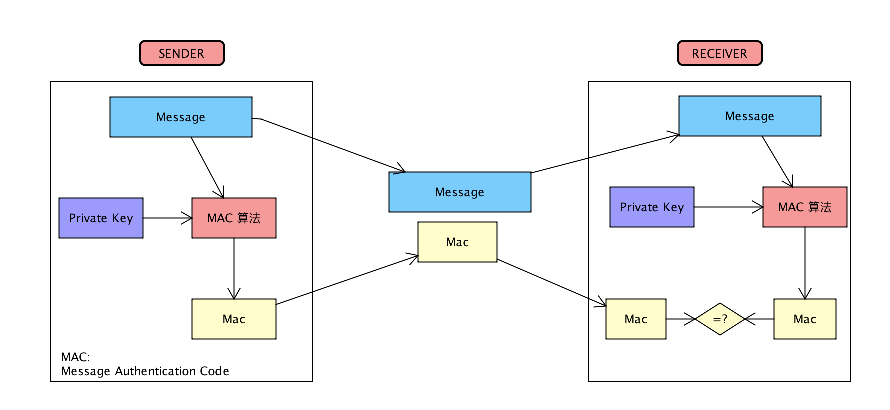 SENDER
RECEIVER
Message
Message
Message
Private Key
MAC 算法
Private Key
MAC 算法
Mac
Mac
Mac
=?
Mac
MAC:
Message Authentication Code